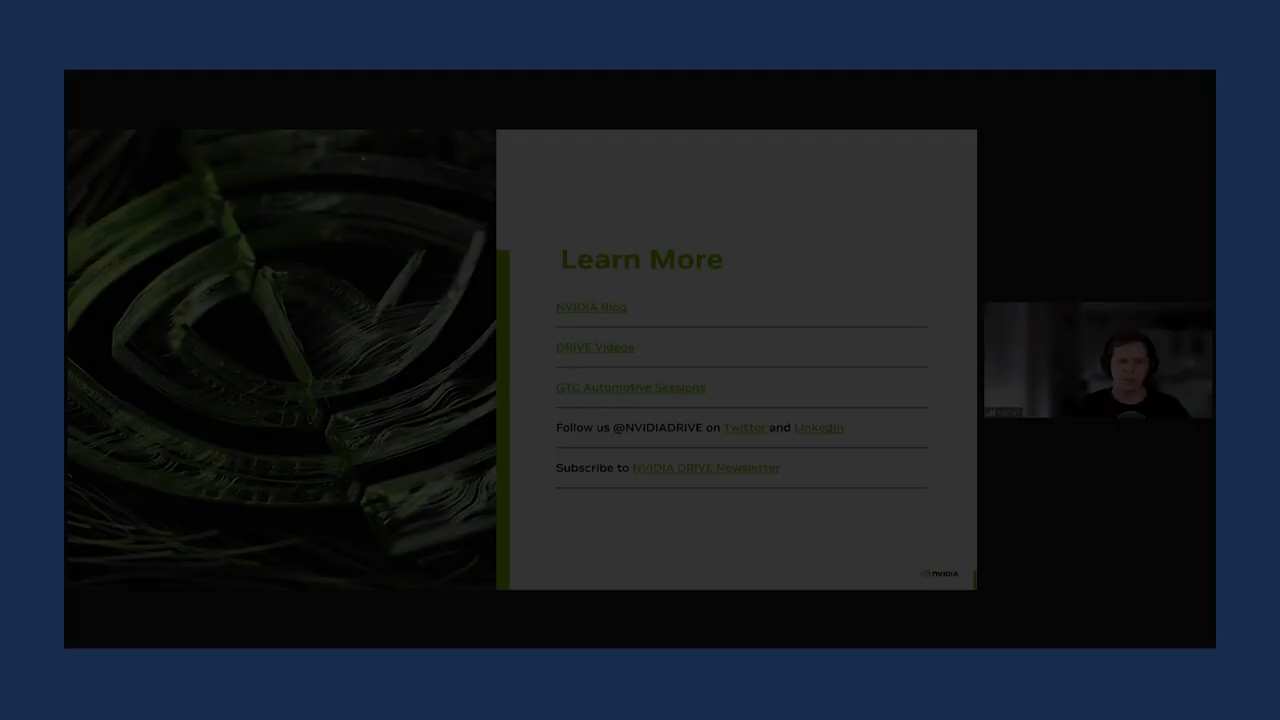 Learn More
NVIDIA Blog
DRIVE Videos
GTC Automotive Sessions
Follow us @NVIDIADRIVE on Twitter and LinkedIn
Subscribe to NVIDIA DRIVE Newsletter
NVIDIA